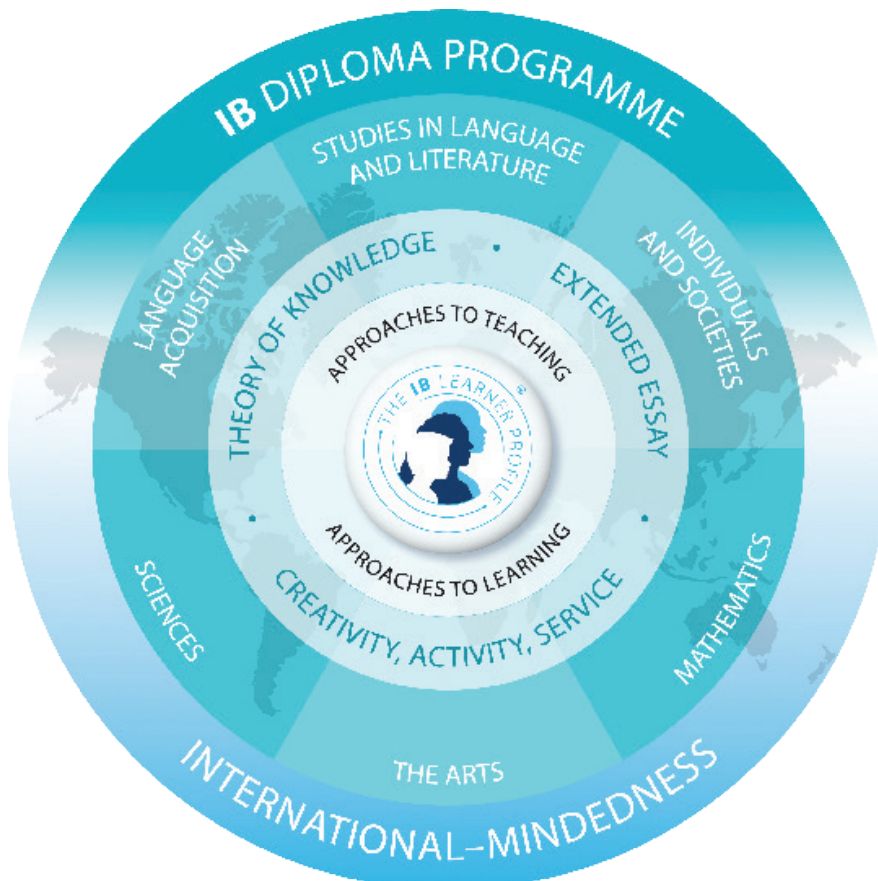 IB DIPLOMA PROGRAMME
STUDIES IN LANGUAGE
AND LITERATURE
LANGUAGE
ACQUISITION
INDIVIDUALS
AND SOCIETIES
THEORY OF KNOWLEDGE
EXTENDED ESSAY
APPROACHES TO TEACHING
THE IB LEARNER PROFILE
®
APPROACHES TO LEARNING
CREATIVITY, ACTIVITY, SERVICE
SCIENCES
MATHEMATICS
THE ARTS
INTERNATIONAL–MINDEDNESS